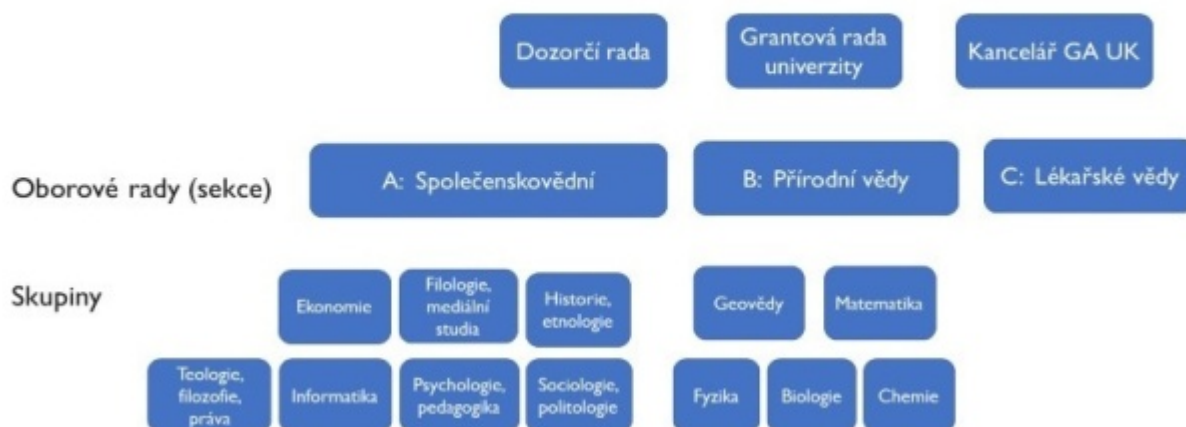 Dozorčí rada
Grantová rada
univerzity
Kancelář GA UK
Oborové rady (sekce)
A: Společenskovědní
B: Přírodní vědy
C: Lékařské vědy
Skupiny
Ekonomie
Filologie,
mediální
studia
Historie,
etnologie
Geovědy
Matematika
Teologie,
filozofie,
práva
Informatika
Psychologie,
pedagogika
Sociologie,
politologie
Fyzika
Biologie
Chemie